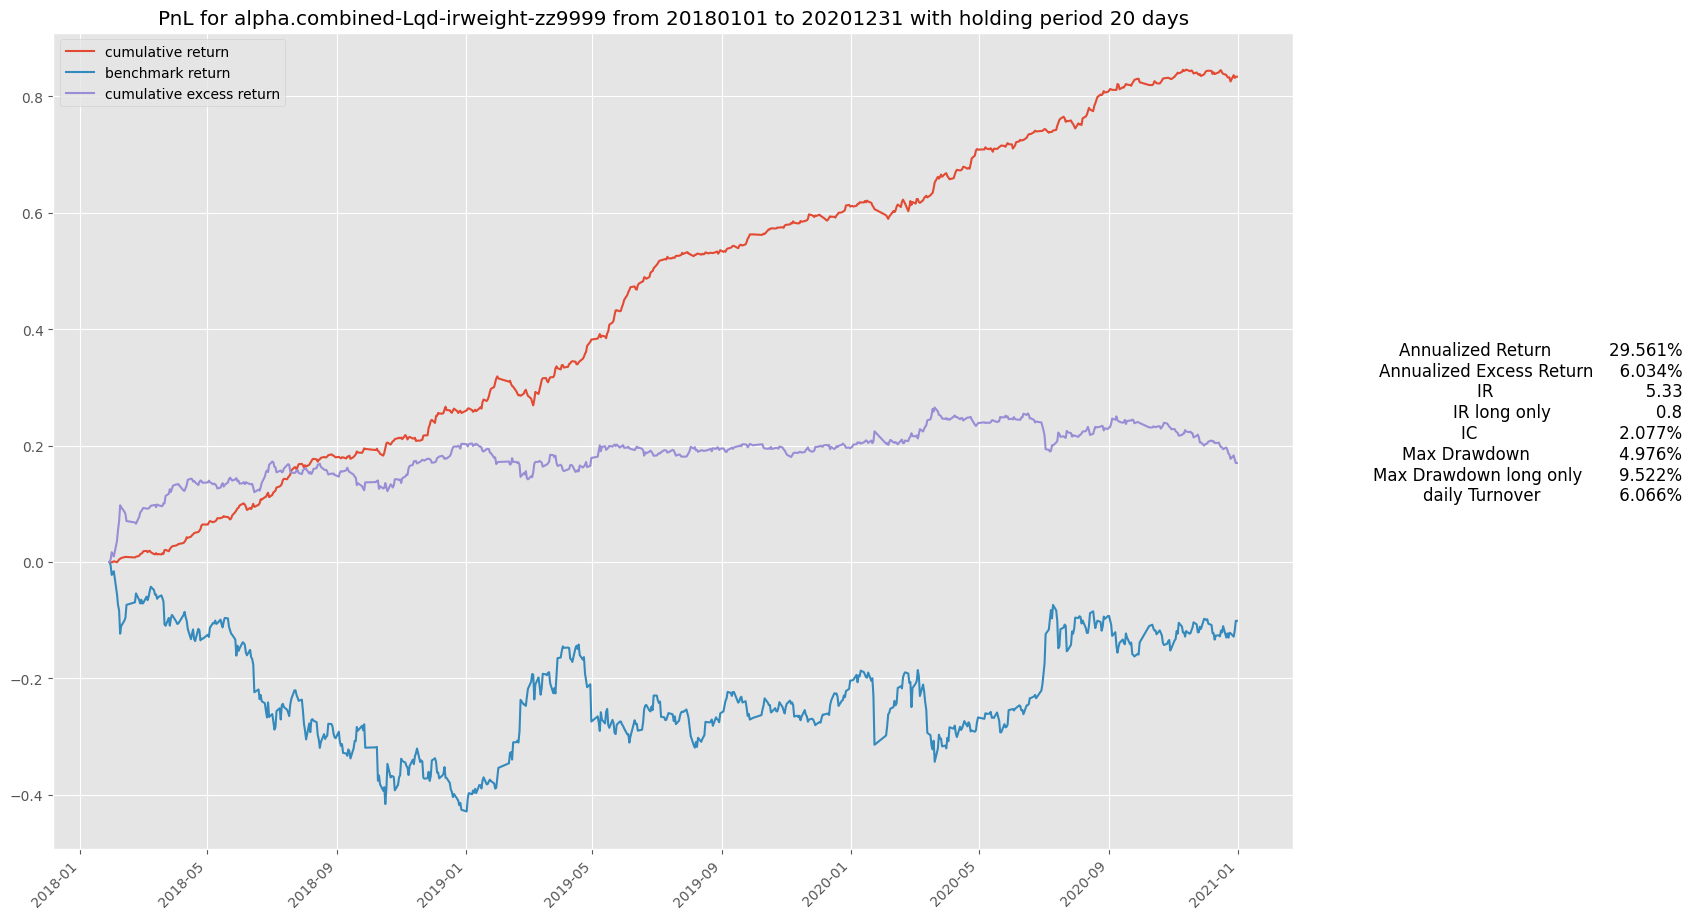 PnL for alpha.combined-Lqd-irweight-zz9999 from 20180101 to 20201231 with holding period 20 days
cumulative return
benchmark return
cumulative excess return
0.8
0.6
0.4
0.2
0.0
−0.2
−0.4
2018-01
2018-05
2018-09
2019-01
2019-05
2019-09
2020-01
2020-05
2020-09
2021-01
Annualized Return 29.561%
Annualized Excess Return 6.034%
IR 5.33
IR long only 0.8
IC 2.077%
Max Drawdown 4.976%
Max Drawdown long only 9.522%
daily Turnover 6.066%